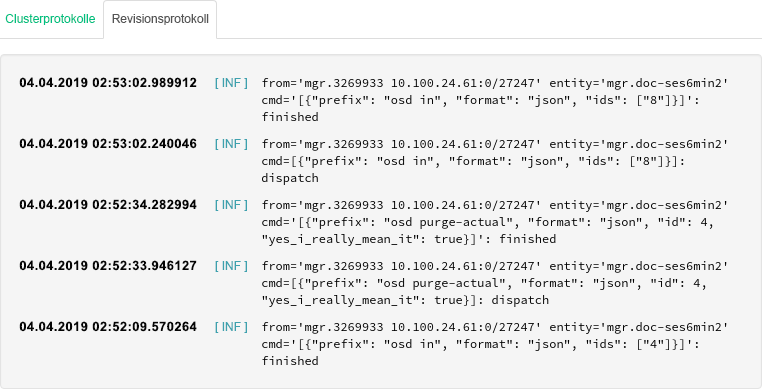 Clusterprotokolle Revisionsprotokoll
04.04.2019 02:53:02.989912 [ INF ] from='mgr.3269933 10.100.24.61:0/27247' entity='mgr.doc-ses6min2'
cmd='[{"prefix": "osd in", "format": "json", "ids": ["8"]}]':
finished
04.04.2019 02:53:02.240046 [ INF ] from='mgr.3269933 10.100.24.61:0/27247' entity='mgr.doc-ses6min2'
cmd=[{"prefix": "osd in", "format": "json", "ids": ["8"]}]:
dispatch
04.04.2019 02:52:34.282994 [ INF ] from='mgr.3269933 10.100.24.61:0/27247' entity='mgr.doc-ses6min2'
cmd='[{"prefix": "osd purge-actual", "format": "json", "id": 4,
"yes_i_really_mean_it": true}]': finished
04.04.2019 02:52:33.946127 [ INF ] from='mgr.3269933 10.100.24.61:0/27247' entity='mgr.doc-ses6min2'
cmd=[{"prefix": "osd purge-actual", "format": "json", "id": 4,
"yes_i_really_mean_it": true}]: dispatch
04.04.2019 02:52:09.570264 [ INF ] from='mgr.3269933 10.100.24.61:0/27247' entity='mgr.doc-ses6min2'
cmd='[{"prefix": "osd in", "format": "json", "ids": ["4"]}]':
finished